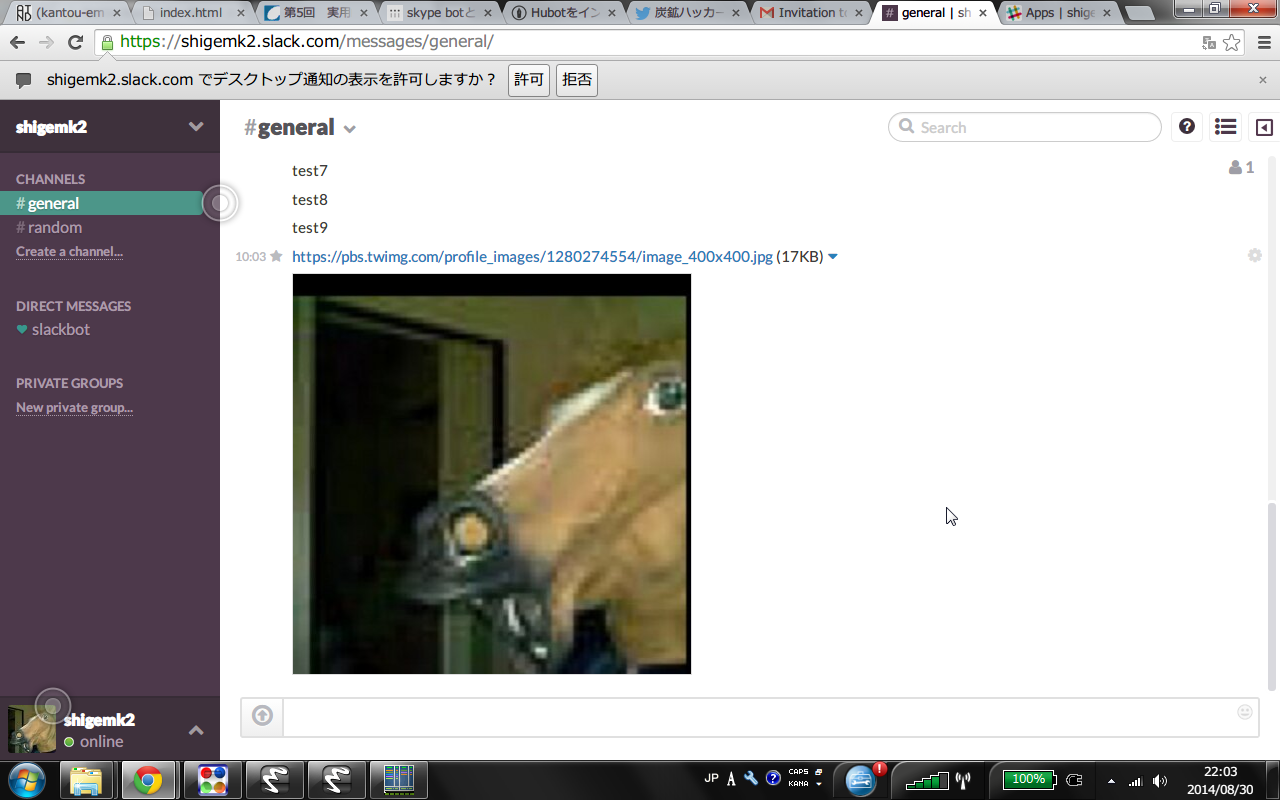 (kantou-em
index.html
第5回 実用
skype botと
Hubotをイン
炭鉱ハッカー
Invitation te
general | sh
Apps | shige
https://shigemk2.slack.com/messages/general/
shigemk2.slack.com でデスクトップ通知の表示を許可しますか？ 許可 拒否
shigemk2
#general
Search
CHANNELS
# general
# random
Create a channel...
DIRECT MESSAGES
slackbot
PRIVATE GROUPS
New private group...
test7
1
test8
test9
10:03 https://pbs.twimg.com/profile_images/1280274554/image_400x400.jpg (17KB)
shigemk2
online
JP A CAPS KANA
100%
22:03
2014/08/30